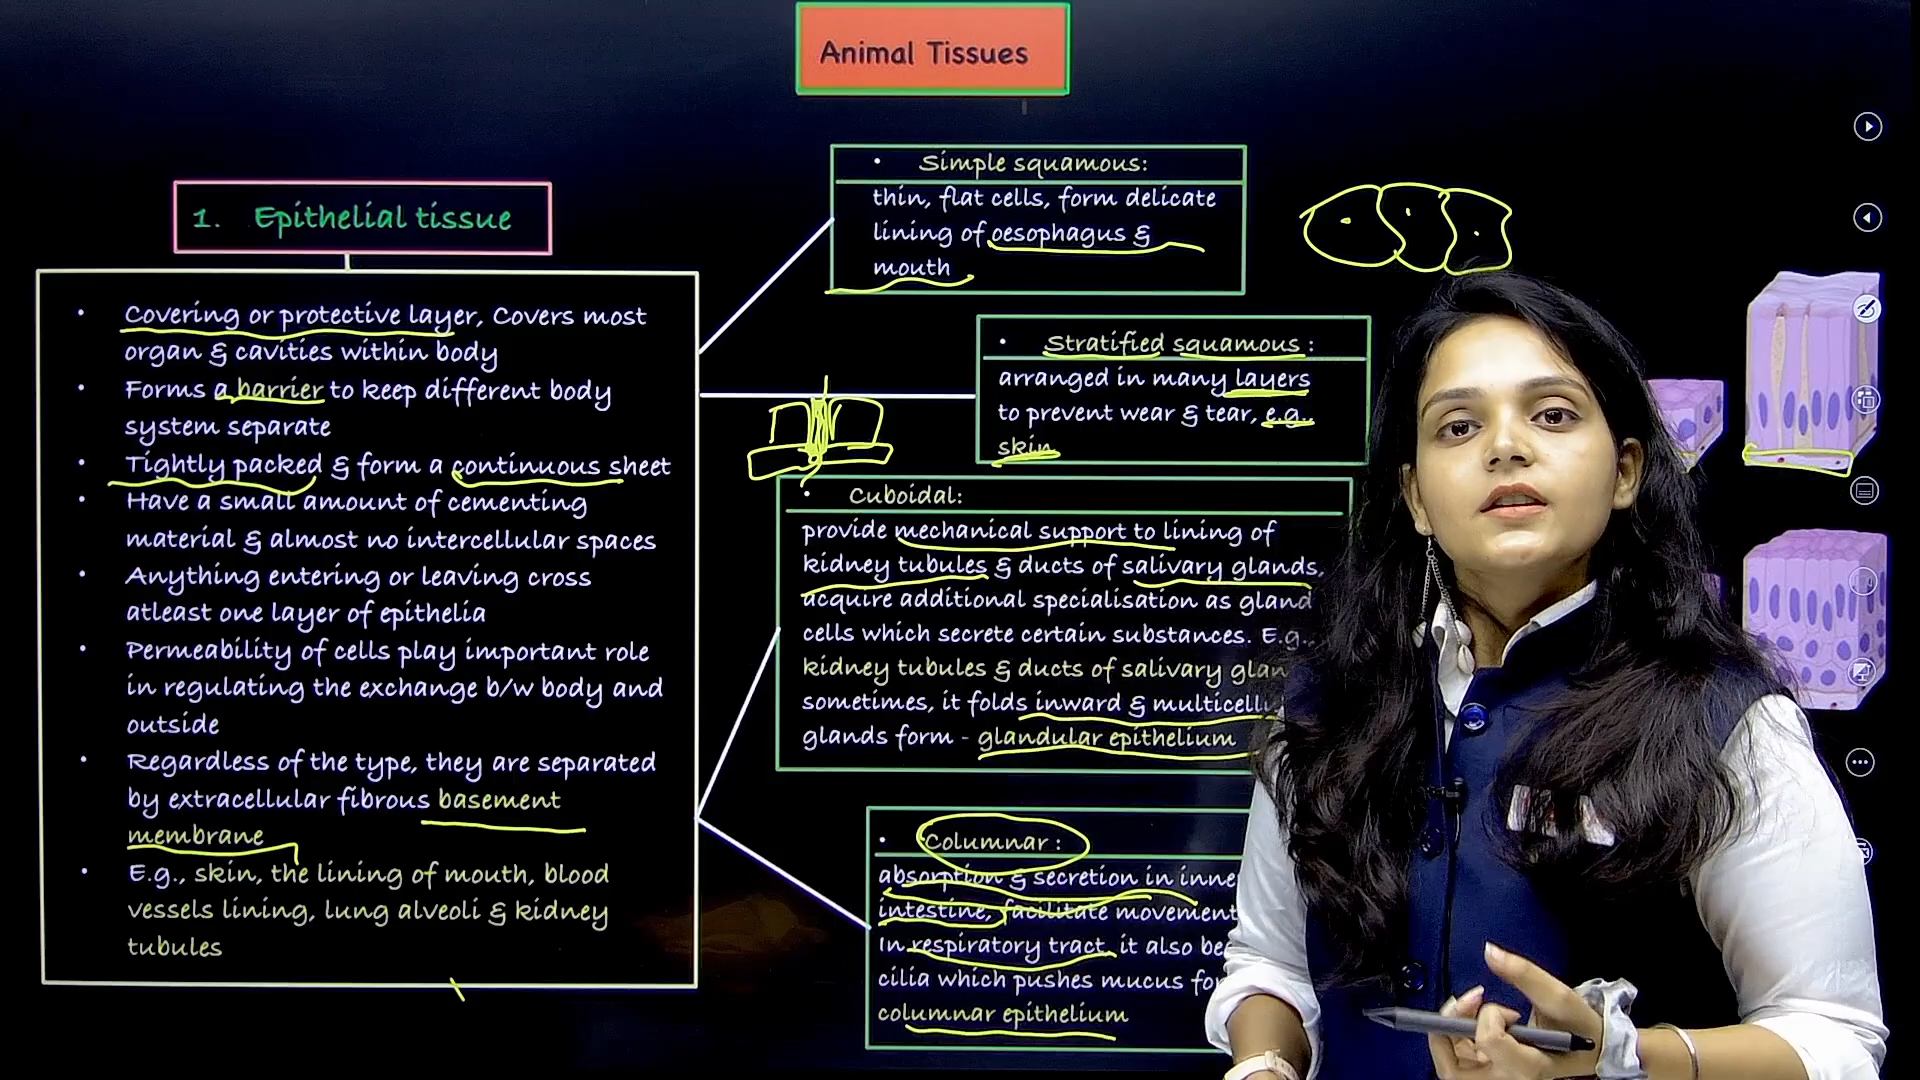 Animal Tissues
1. Epithelial tissue
• Covering or protective layer, Covers most
organ & cavities within body
• Forms a barrier to keep different body
system separate
• Tightly packed & form a continuous sheet
• Have a small amount of cementing
material & almost no intercellular spaces
• Anything entering or leaving cross
atleast one layer of epithelia
• Permeability of cells play important role
in regulating the exchange b/w body and
outside
• Regardless of the type, they are separated
by extracellular fibrous basement
membrane
• E.g., skin, the lining of mouth, blood
vessels lining, lung alveoli & kidney
tubules
• Simple squamous:
thin, flat cells, form delicate
lining of oesophagus &
mouth
• Stratified squamous :
arranged in many layers
to prevent wear & tear, e.g.,
skin
• Cuboidal:
provide mechanical support to lining of
kidney tubules & ducts of salivary glands,
acquire additional specialisation as gland
cells which secrete certain substances. E.g.,
kidney tubules & ducts of salivary
sometimes, it folds inward &
glands form - glandular epithelium
• Columnar :
absorption & secretion in
intestine, facilitate movement
In respiratory tract, it also
cilia which pushes mucus
columnar epithelium